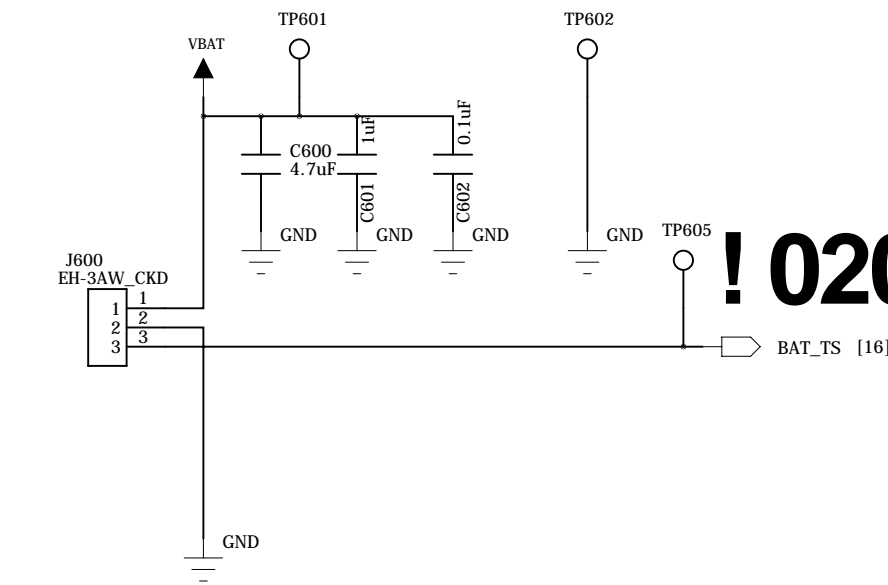 TP601
TP602
VBAT
1uF
0.1uF
C600
4.7uF
C601
C602
GND
GND
GND
GND
TP605
! 020
J600
EH-3AW_CKD
1
1
2
2
3
3
BAT_TS [16]
GND